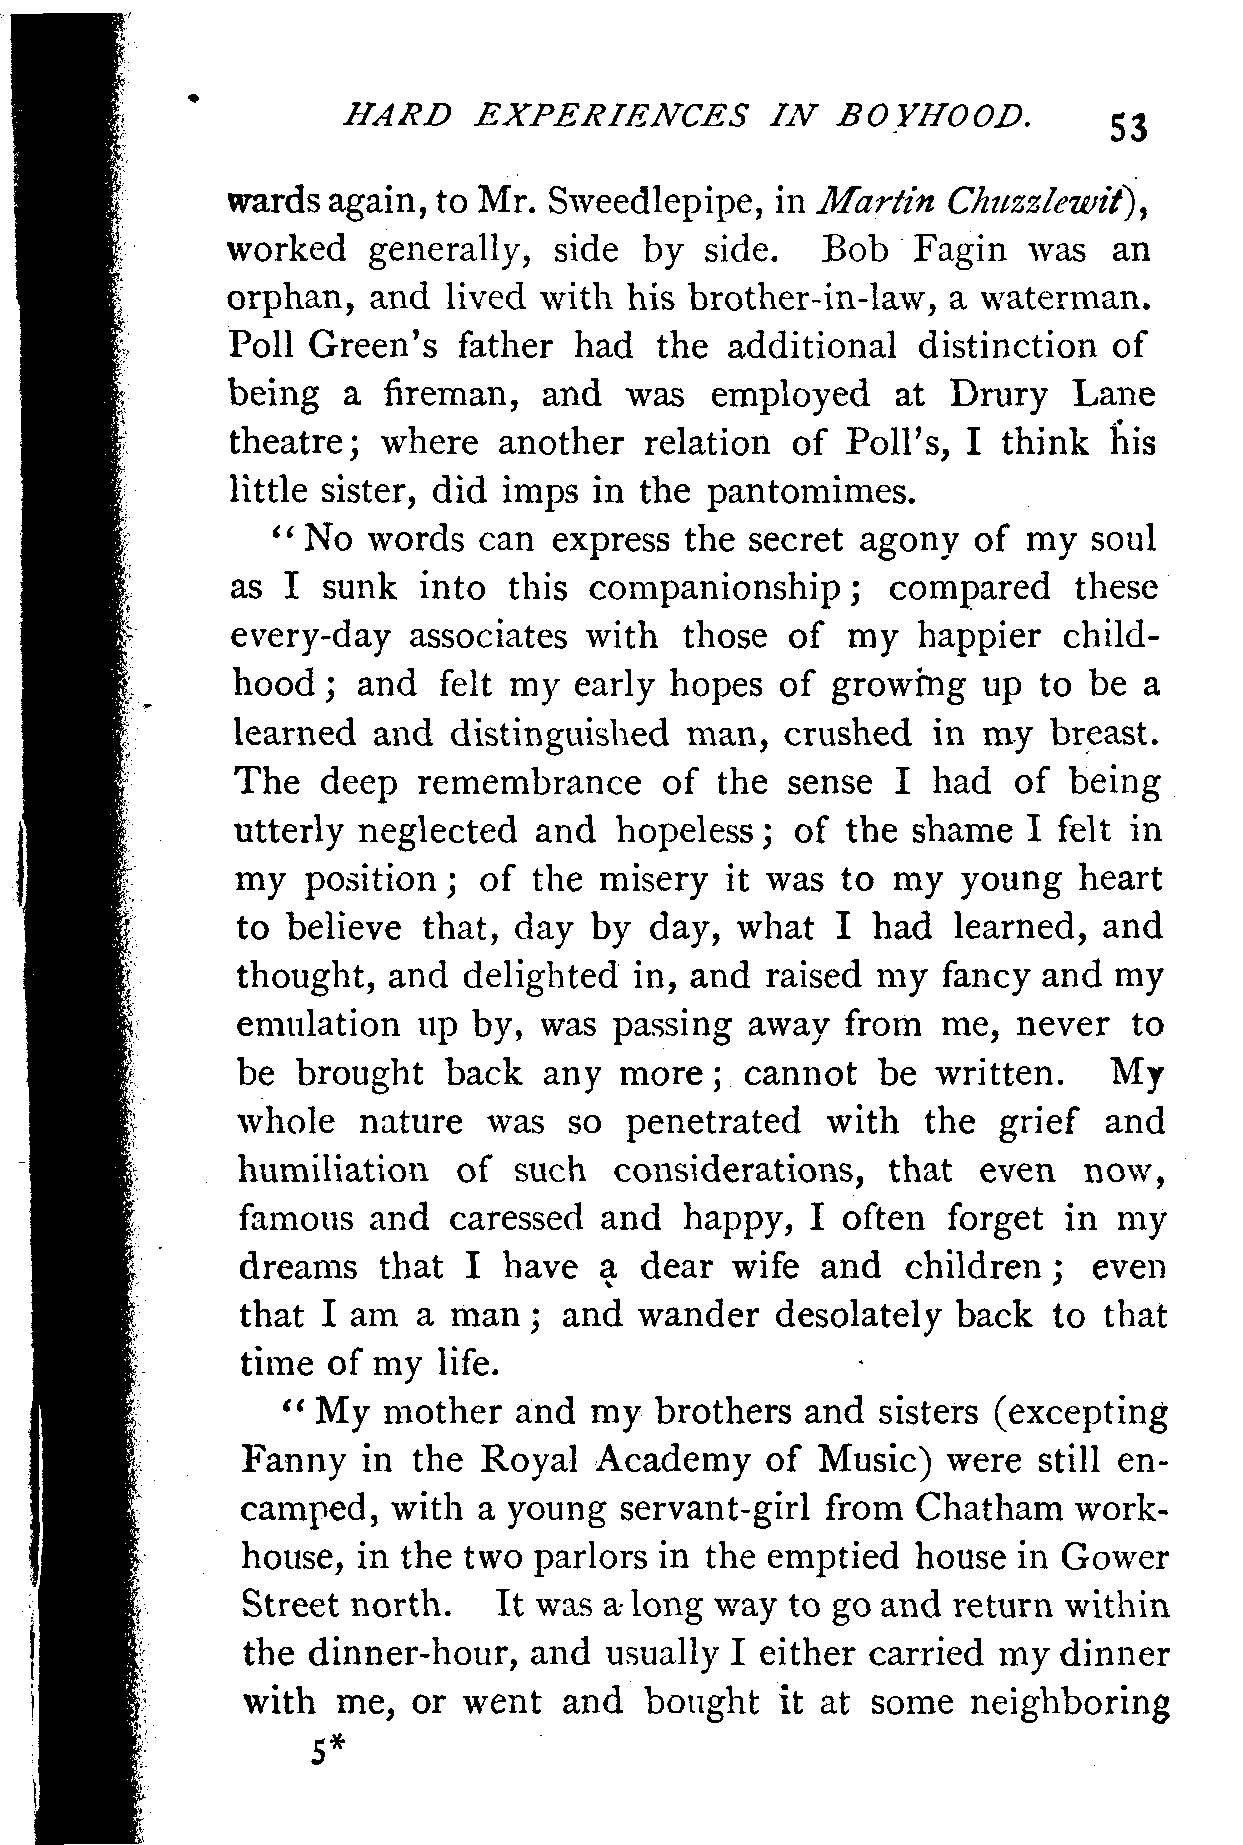 HARD EXPERIENCES IN BOYHOOD. 53
wards again, to Mr. Sweedlepipe, in Martin Chuzzlewit),
worked generally, side by side. Bob Fagin was an
orphan, and lived with his brother-in-law, a waterman.
Poll Green's father had the additional distinction of
being a fireman, and was employed at Drury Lane
theatre; where another relation of Poll's, I think his
little sister, did imps in the pantomimes.
"No words can express the secret agony of my soul
as I sunk into this companionship; compared these
every-day associates with those of my happier child-
hood; and felt my early hopes of growing up to be a
learned and distinguished man, crushed in my breast.
The deep remembrance of the sense I had of being
utterly neglected and hopeless; of the shame I felt in
my position; of the misery it was to my young heart
to believe that, day by day, what I had learned, and
thought, and delighted in, and raised my fancy and my
emulation up by, was passing away from me, never to
be brought back any more; cannot be written. My
whole nature was so penetrated with the grief and
humiliation of such considerations, that even now,
famous and caressed and happy, I often forget in my
dreams that I have a dear wife and children; even
that I am a man; and wander desolately back to that
time of my life.
"My mother and my brothers and sisters (excepting
Fanny in the Royal Academy of Music) were still en-
camped, with a young servant-girl from Chatham work-
house, in the two parlors in the emptied house in Gower
Street north. It was a long way to go and return within
the dinner-hour, and usually I either carried my dinner
with me, or went and bought it at some neighboring
5*